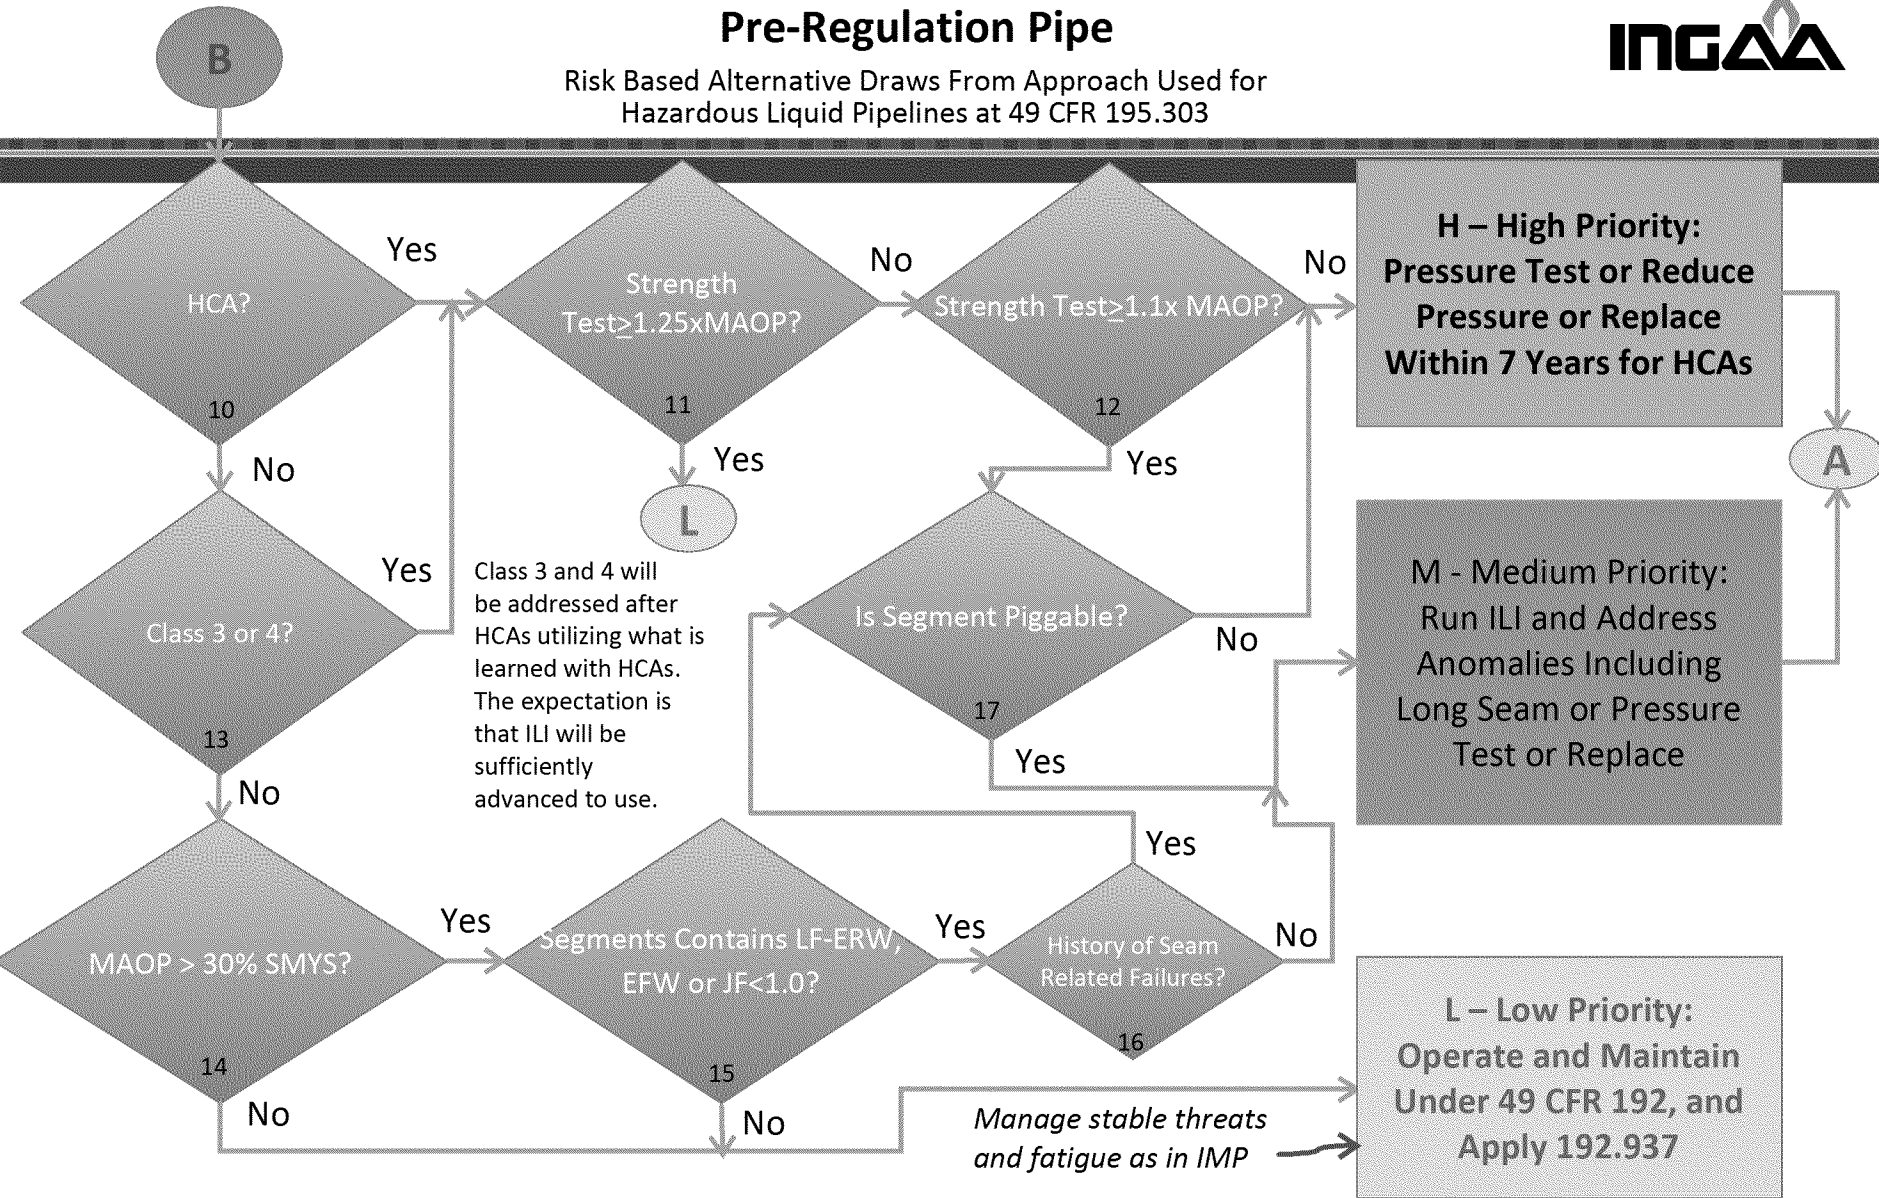 B
Pre-Regulation Pipe
Risk Based Alternative Draws From Approach Used for
Hazardous Liquid Pipelines at 49 CFR 195.303
INGAA
HCA?
10
Yes
No
Strength
Test≥1.25xMAOP?
11
No
Yes
L
Strength Test≥1.1x MAOP?
12
No
Yes
H – High Priority:
Pressure Test or Reduce
Pressure or Replace
Within 7 Years for HCAs
A
Class 3 or 4?
13
Yes
No
Class 3 and 4 will
be addressed after
HCAs utilizing what is
learned with HCAs.
The expectation is
that ILI will be
sufficiently
advanced to use.
Is Segment Piggable?
17
No
Yes
M - Medium Priority:
Run ILI and Address
Anomalies Including
Long Seam or Pressure
Test or Replace
MAOP > 30% SMYS?
14
Yes
No
Segments Contains LF-ERW,
EFW or JF<1.0?
15
Yes
No
History of Seam
Related Failures?
16
Yes
No
Manage stable threats
and fatigue as in IMP
L – Low Priority:
Operate and Maintain
Under 49 CFR 192, and
Apply 192.937